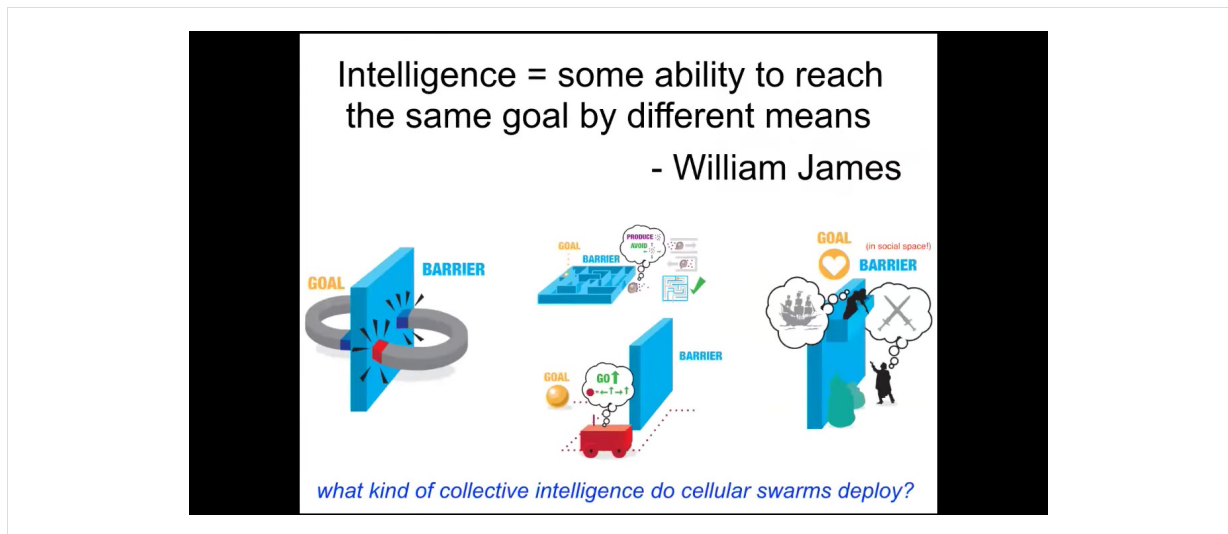 Intelligence = some ability to reach
the same goal by different means
- William James
GOAL
BARRIER
GOAL
BARRIER
PRODUCE
AVOID
GOAL
GO
BARRIER
GOAL
(in social space!)
BARRIER
what kind of collective intelligence do cellular swarms deploy?